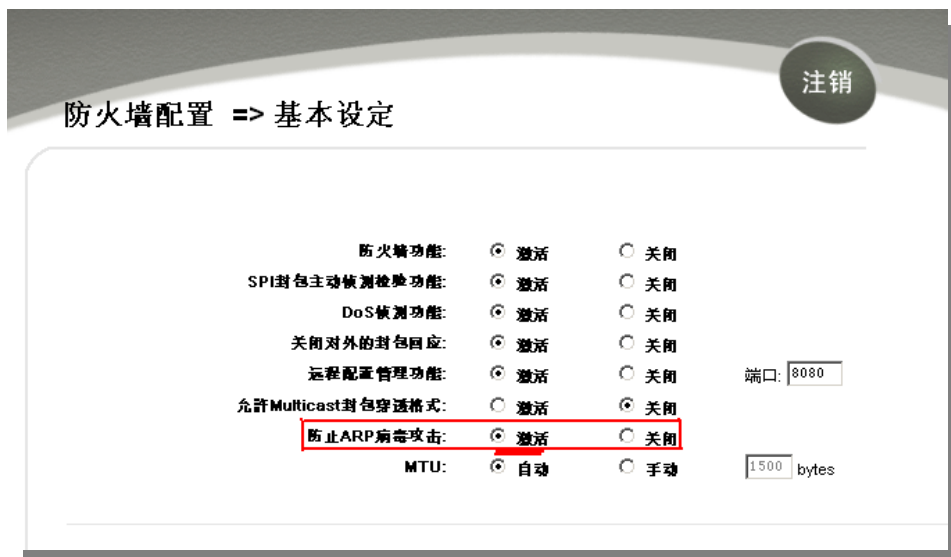 注销
防火墙配置 => 基本设定
防火墙功能: 激活 关闭
SPI封包主动侦测检验功能: 激活 关闭
DoS侦测功能: 激活 关闭
关闭对外的封包回应: 激活 关闭
远程配置管理功能: 激活 关闭 端口: 8080
允許Multicast封包穿透格式: 激活 关闭
防止ARP病毒攻击: 激活 关闭
MTU: 自动 手动 1500 bytes